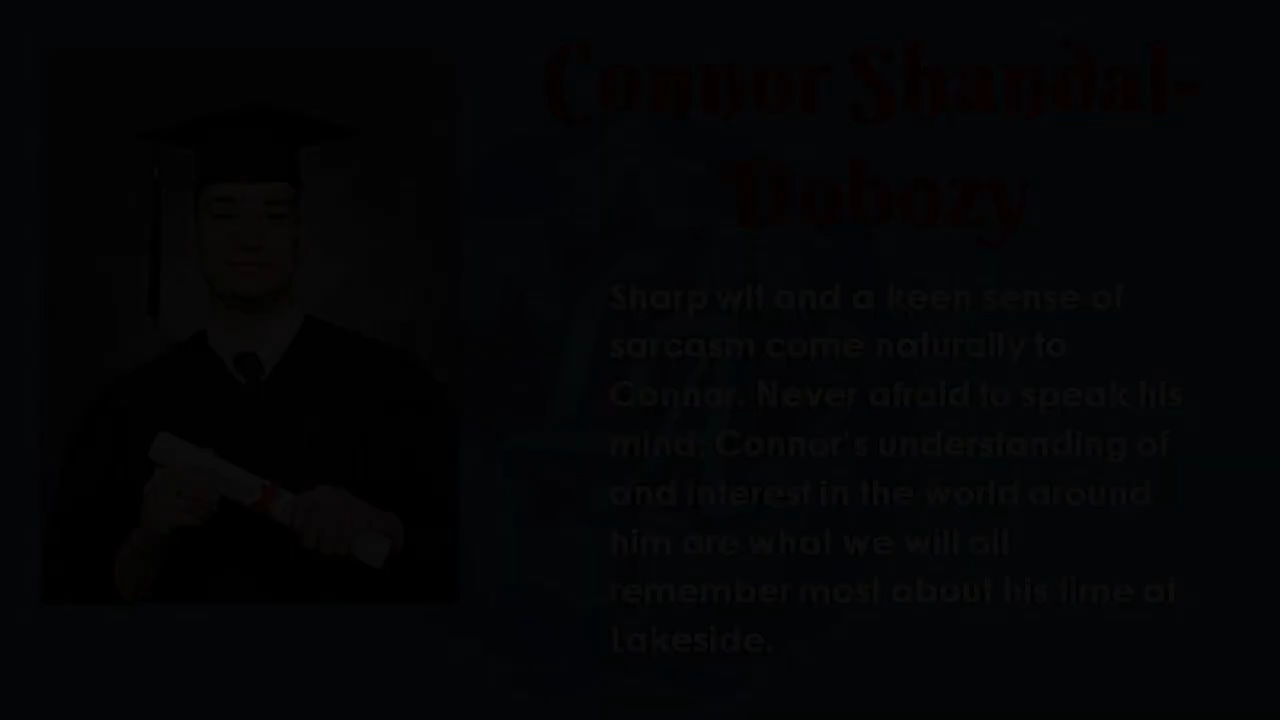 Connor Shandal-
Dobozy
Sharp wit and a keen sense of
sarcasm come naturally to
Connor. Never afraid to speak his
mind, Connor's understanding of
and interest in the world around
him are what we will all
remember most about his time at
Lakeside.